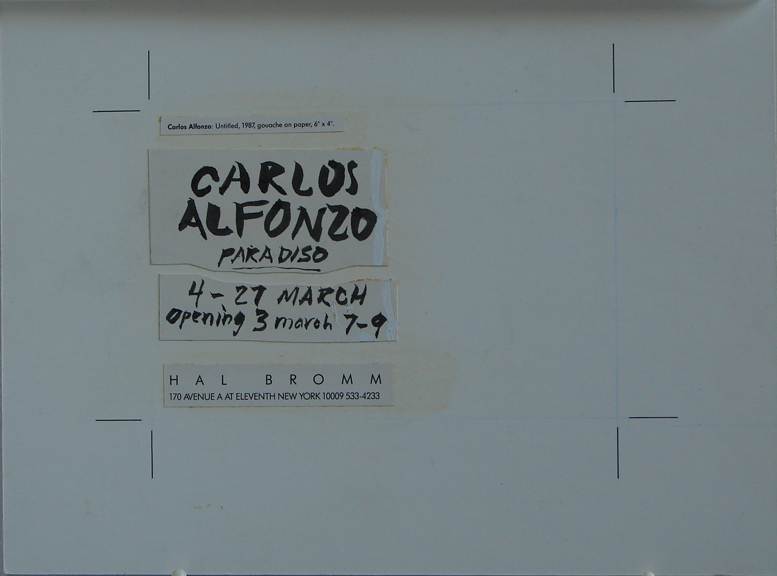 Carlos Alfonzo: Untitled, 1987, gouache on paper, 6" x 4".
CARLOS
ALFONZO
PARADISO
4 - 27 MARCH
opening 3 march 7-9
HAL BROMM
170 AVENUE A AT ELEVENTH NEW YORK 10009 533-4233